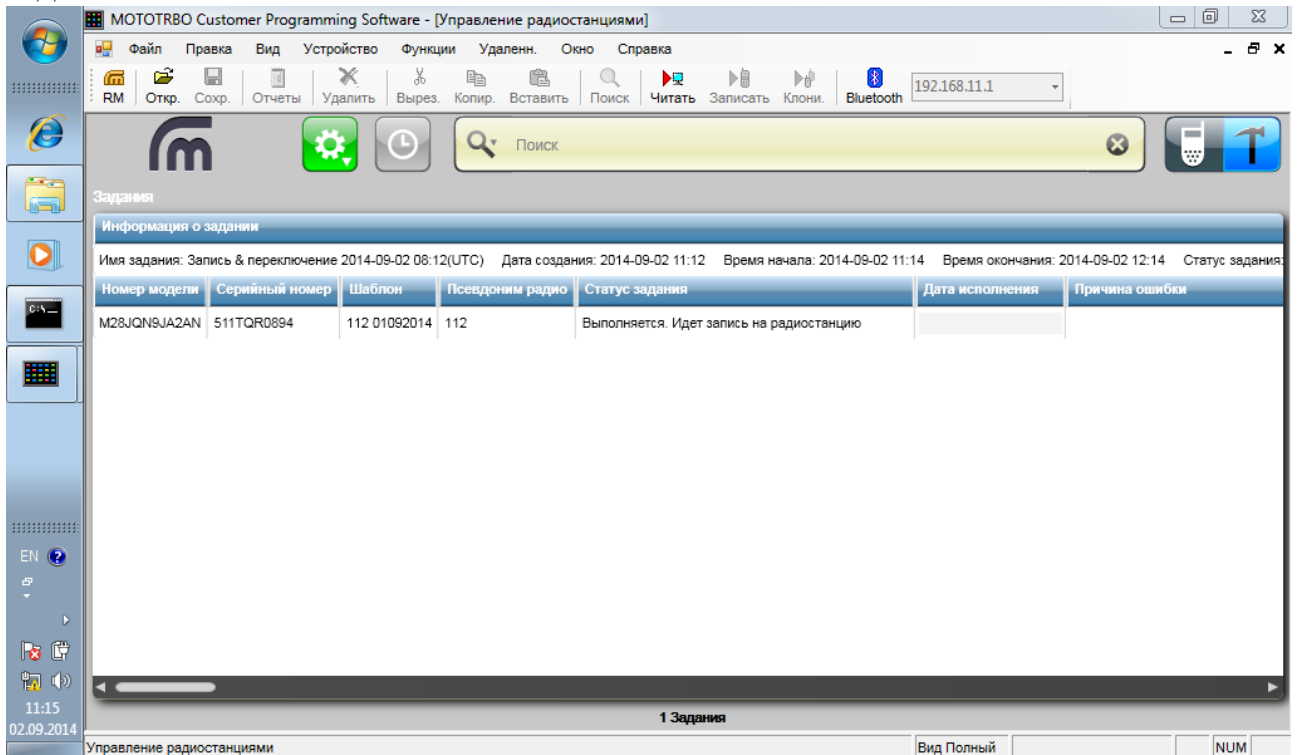 MOTOTRBO Customer Programming Software - [Управление радиостанциями]
Файл Правка Вид Устройство Функции Удаленн. Окно Справка
RM Откр. Сохр. Отчеты Удалить Вырез. Копир. Вставить Поиск Читать Записать Клони. Bluetooth 192.168.11.1
Поиск
Задания
Информация о задании
Имя задания: Запись & переключение 2014-09-02 08:12(UTC) Дата создания: 2014-09-02 11:12 Время начала: 2014-09-02 11:14 Время окончания: 2014-09-02 12:14 Статус задания:
Номер модели Серийный номер Шаблон Псевдоним радио Статус задания Дата исполнения Причина ошибки
M28JQN9JA2AN 511TQR0894 112 01092014 112 Выполняется. Идет запись на радиостанцию
C:\
EN
11:15
02.09.2014
1 Задания
Управление радиостанциями Вид Полный NUM